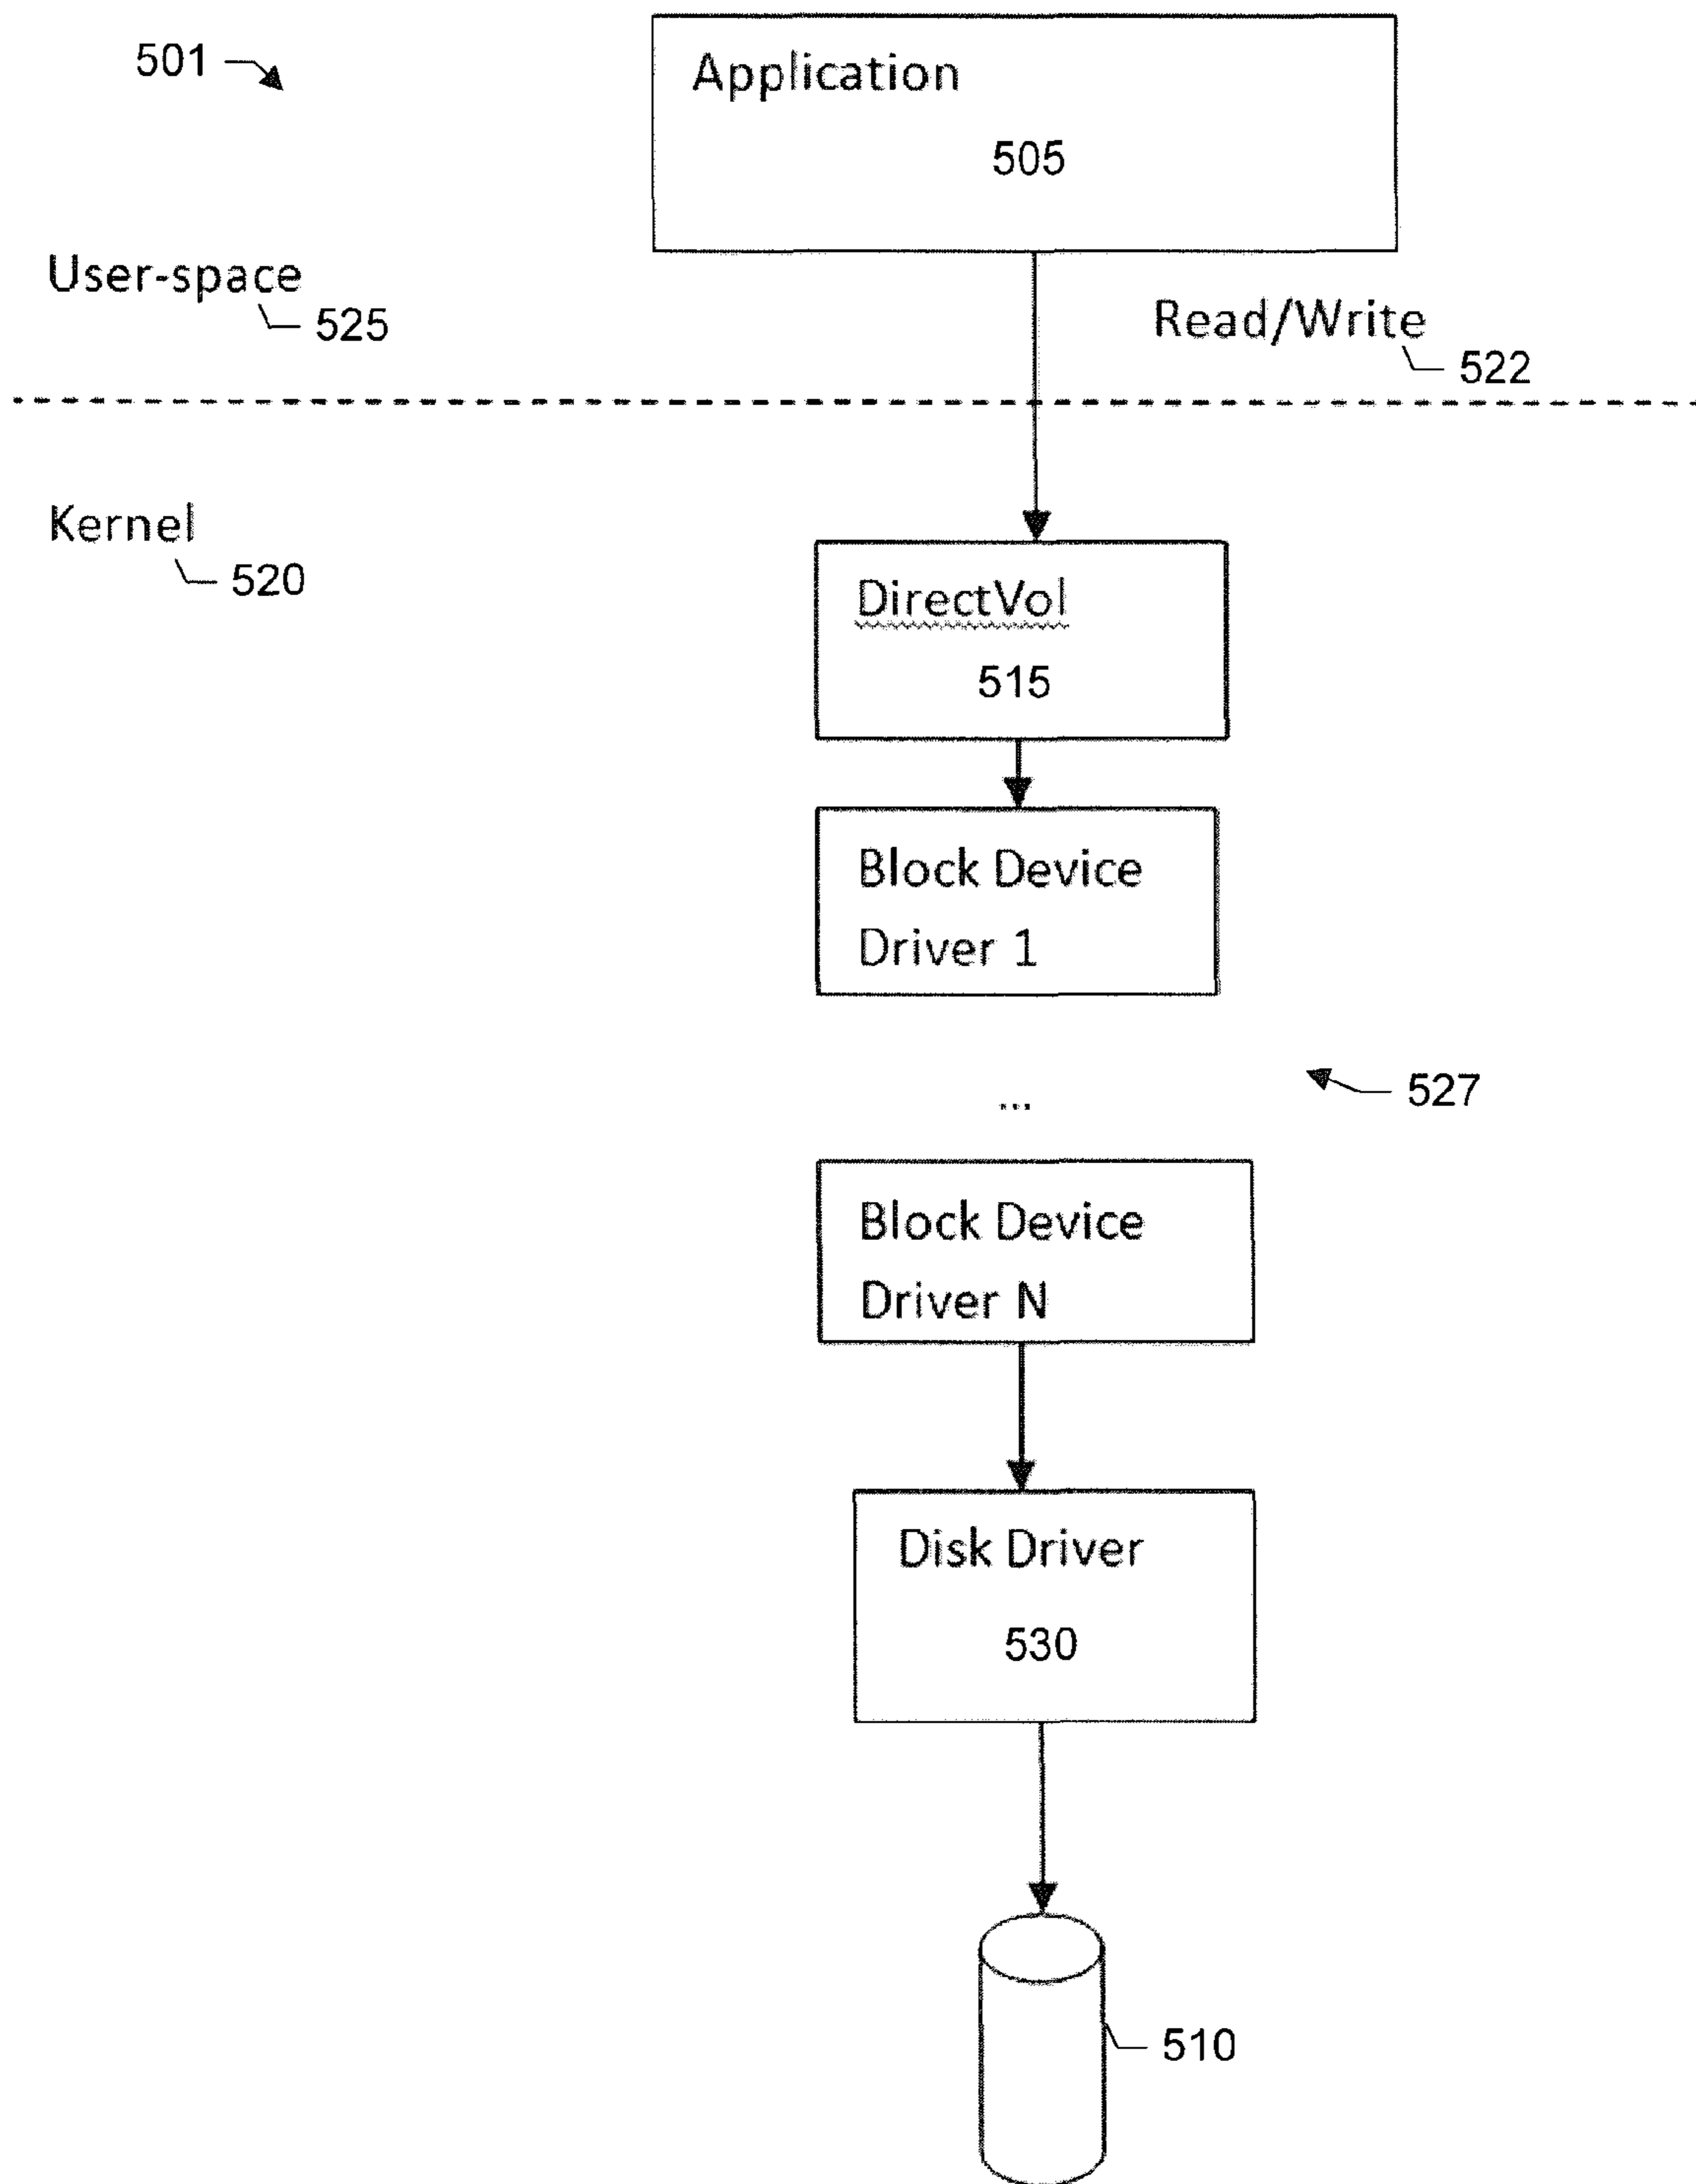 501
Application
505
User-space
525
Read/Write
522
Kernel
520
DirectVol
515
Block Device
Driver 1
527
...
Block Device
Driver N
Disk Driver
530
510